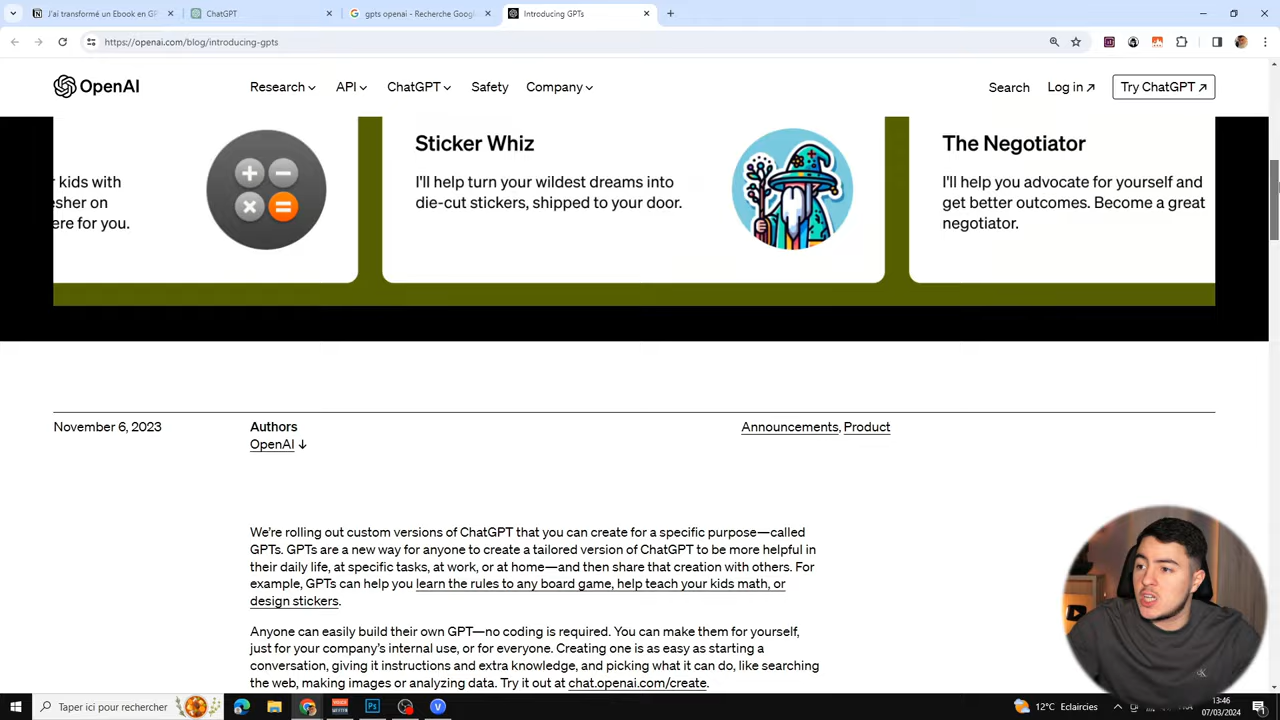 J'ai transformé un Ebook en GP
ChatGPT
gpts openai - Recherche Googl
Introducing GPTs
https://openai.com/blog/introducing-gpts
OpenAI
Research
API
ChatGPT
Safety
Company
Search
Log in ↗
Try ChatGPT ↗
r kids with
esher on
ere for you.
Sticker Whiz
I'll help turn your wildest dreams into
die-cut stickers, shipped to your door.
The Negotiator
I'll help you advocate for yourself and
get better outcomes. Become a great
negotiator.
November 6, 2023
Authors
OpenAI ↓
Announcements, Product
We're rolling out custom versions of ChatGPT that you can create for a specific purpose—called
GPTs. GPTs are a new way for anyone to create a tailored version of ChatGPT to be more helpful in
their daily life, at specific tasks, at work, or at home—and then share that creation with others. For
example, GPTs can help you learn the rules to any board game, help teach your kids math, or
design stickers.
Anyone can easily build their own GPT—no coding is required. You can make them for yourself,
just for your company's internal use, or for everyone. Creating one is as easy as starting a
conversation, giving it instructions and extra knowledge, and picking what it can do, like searching
the web, making images or analyzing data. Try it out at chat.openai.com/create.
Taper ici pour rechercher
12°C Eclaircies
13:46
07/03/2024